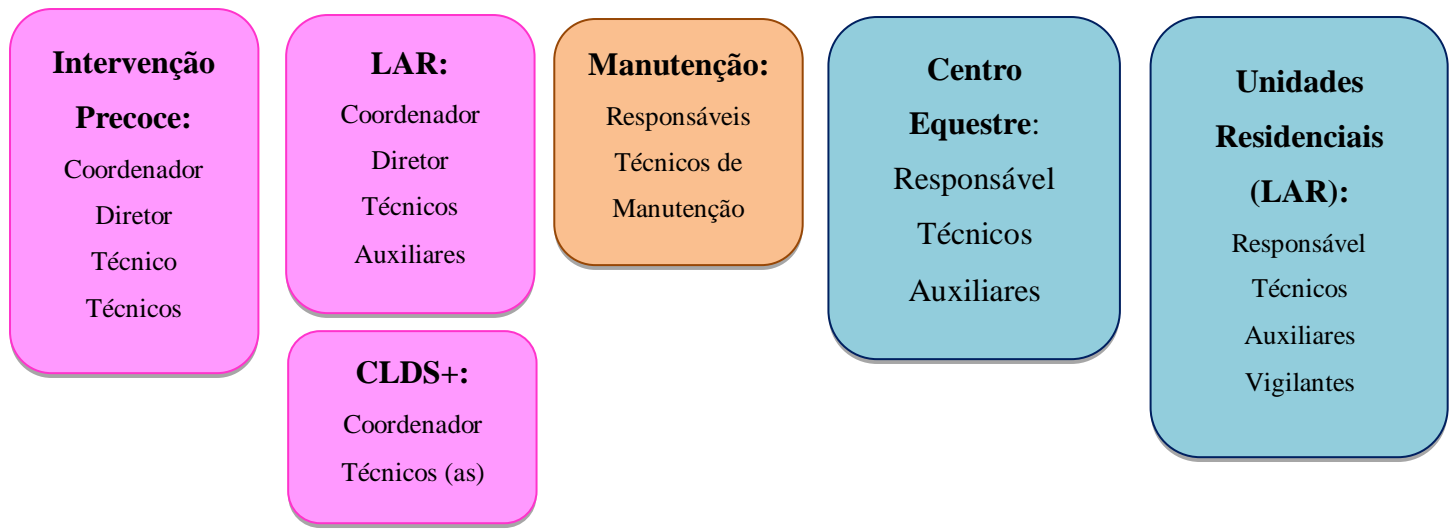 Intervenção
Precoce:
Coordenador
Diretor
Técnico
Técnicos
LAR:
Coordenador
Diretor
Técnicos
Auxiliares
CLDS+:
Coordenador
Técnicos (as)
Manutenção:
Responsáveis
Técnicos de
Manutenção
Centro
Equestre:
Responsável
Técnicos
Auxiliares
Unidades
Residenciais
(LAR):
Responsável
Técnicos
Auxiliares
Vigilantes